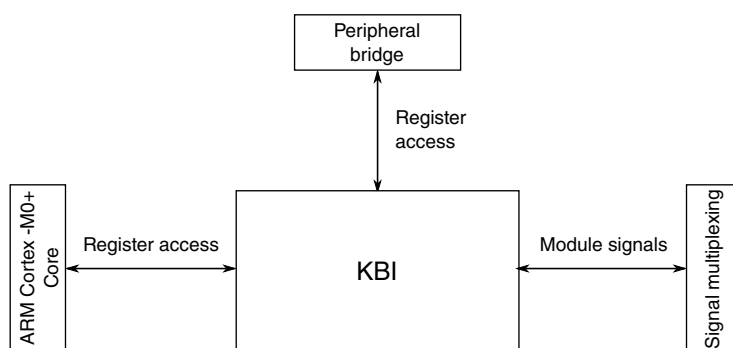 Peripheral
bridge
Register
access
ARM Cortex -M0+
Core
Register access
KBI
Module signals
Signal multiplexing